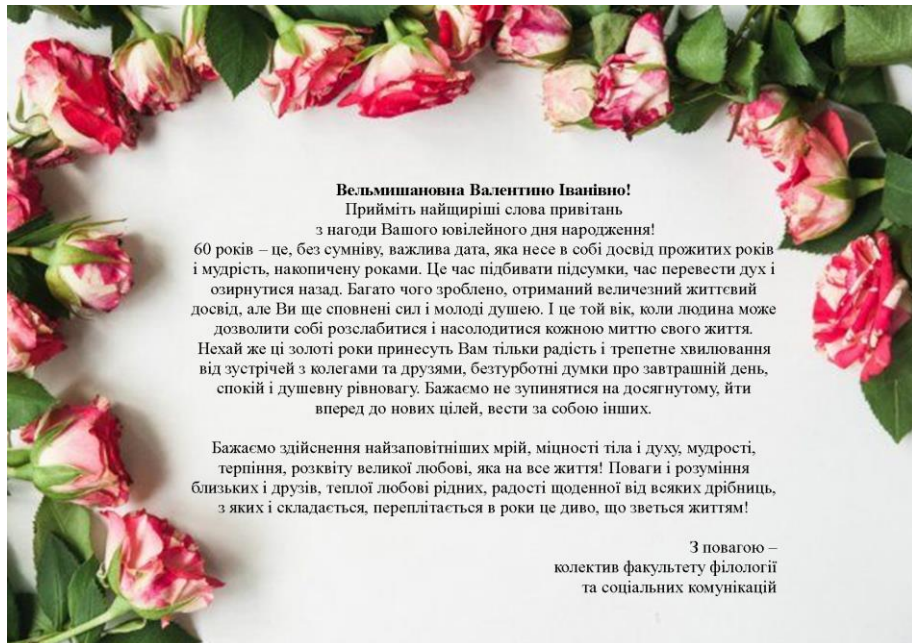 Вельмишановна Валентино Іванівно!
Прийміть найщиріші слова привітань
з нагоди Вашого ювілейного дня народження!
60 років – це, без сумніву, важлива дата, яка несе в собі досвід прожитих років
і мудрість, накопичену роками. Це час підбивати підсумки, час перевести дух і
озирнутися назад. Багато чого зроблено, отриманий величезний життєвий
досвід, але Ви ще сповнені сил і молоді душею. І це той вік, коли людина може
дозволити собі розслабитися і насолодитися кожною миттю свого життя.
Нехай же ці золоті роки принесуть Вам тільки радість і трепетне хвилювання
від зустрічей з колегами та друзями, безтурботні думки про завтрашній день,
спокій і душевну рівновагу. Бажаємо не зупинятися на досягнутому, йти
вперед до нових цілей, вести за собою інших.
Бажаємо здійснення найзаповітніших мрій, міцності тіла і духу, мудрості,
терпіння, розквіту великої любові, яка на все життя! Поваги і розуміння
близьких і друзів, теплої любові рідних, радості щоденної від всяких дрібниць,
з яких і складається, переплітається в роки це диво, що зветься життям!
З повагою –
колектив факультету філології
та соціальних комунікацій